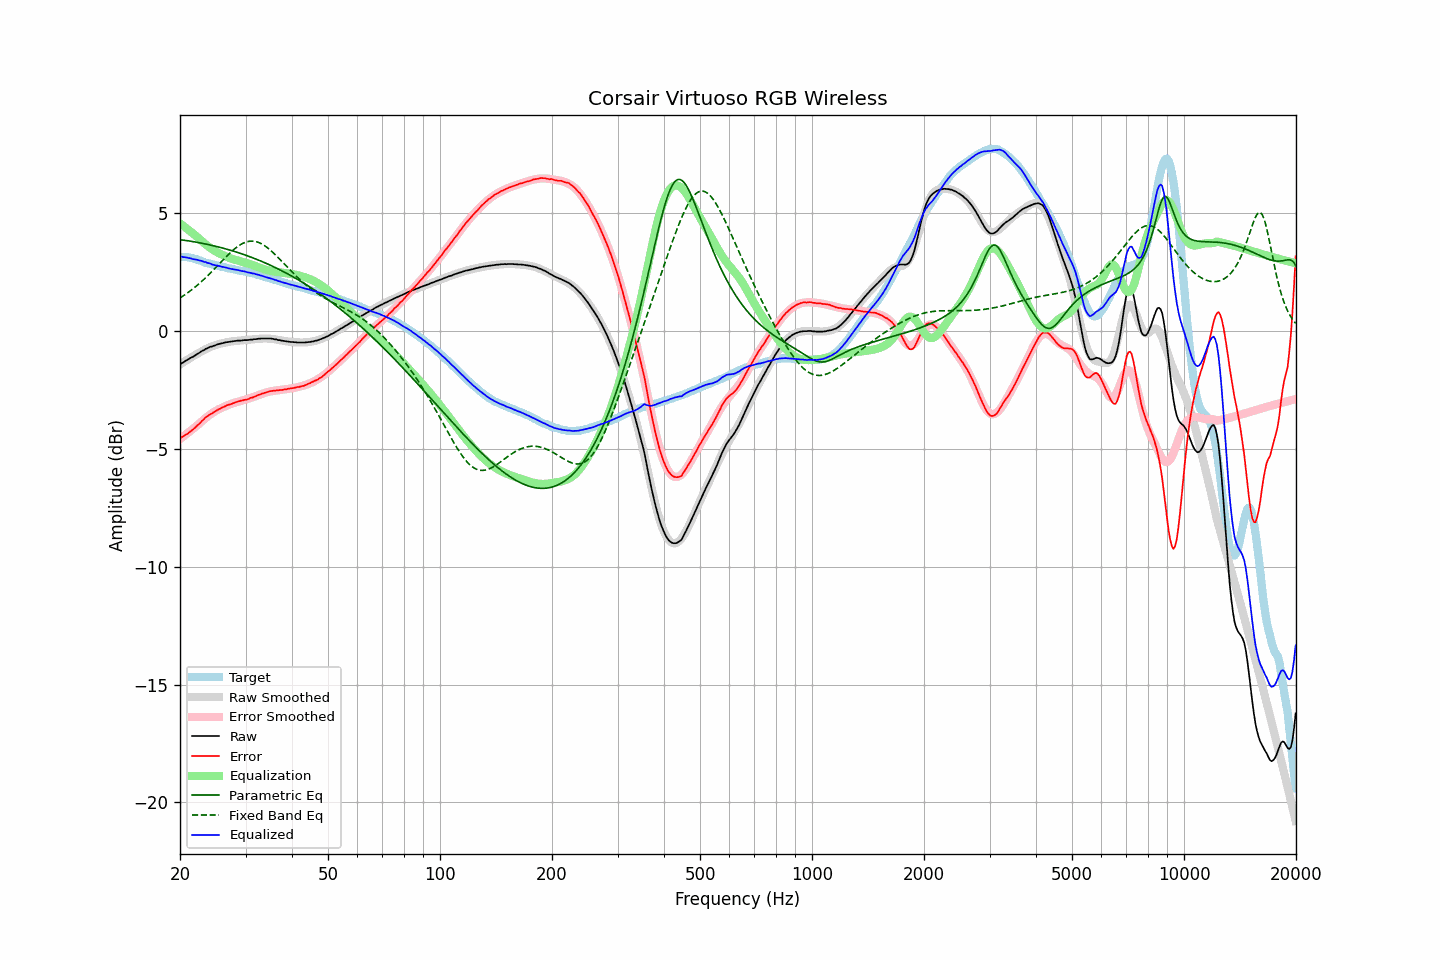 Corsair Virtuoso RGB Wireless
Amplitude (dBr)
5
0
−5
−10
−15
−20
Target
Raw Smoothed
Error Smoothed
Raw
Error
Equalization
Parametric Eq
Fixed Band Eq
Equalized
20 50 100 200 500 1000 2000 5000 10000 20000
Frequency (Hz)